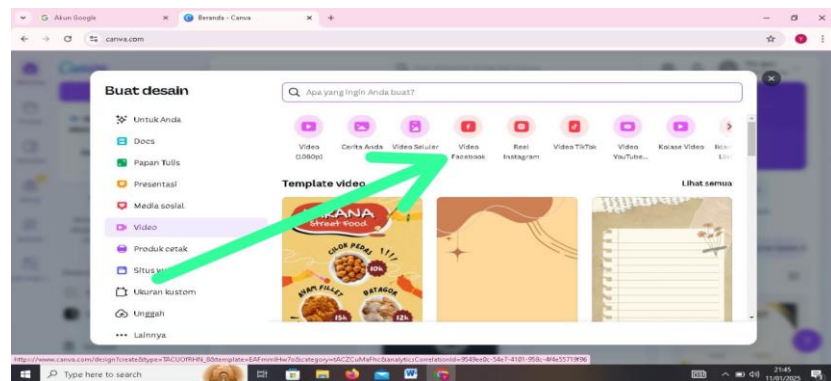 Akun Google
Beranda - Canva
canva.com
Buat desain
Apa yang ingin Anda buat?
Untuk Anda
Docs
Papan Tulis
Presentasi
Media sosial
Video
Produk cetak
Situs
Ukuran kustom
Unggah
Lainnya
Video (1080p)
Cerita Anda
Video Seluler
Video Facebook
Reel Instagram
Video TikTok
Video YouTube...
Kolase Video
Template video
Lihat semua
Street Food
CILOK PEDAS
10k
AYAM FILLET
BATAGOR
15k
12k
Type here to search
21:45
11/01/2025